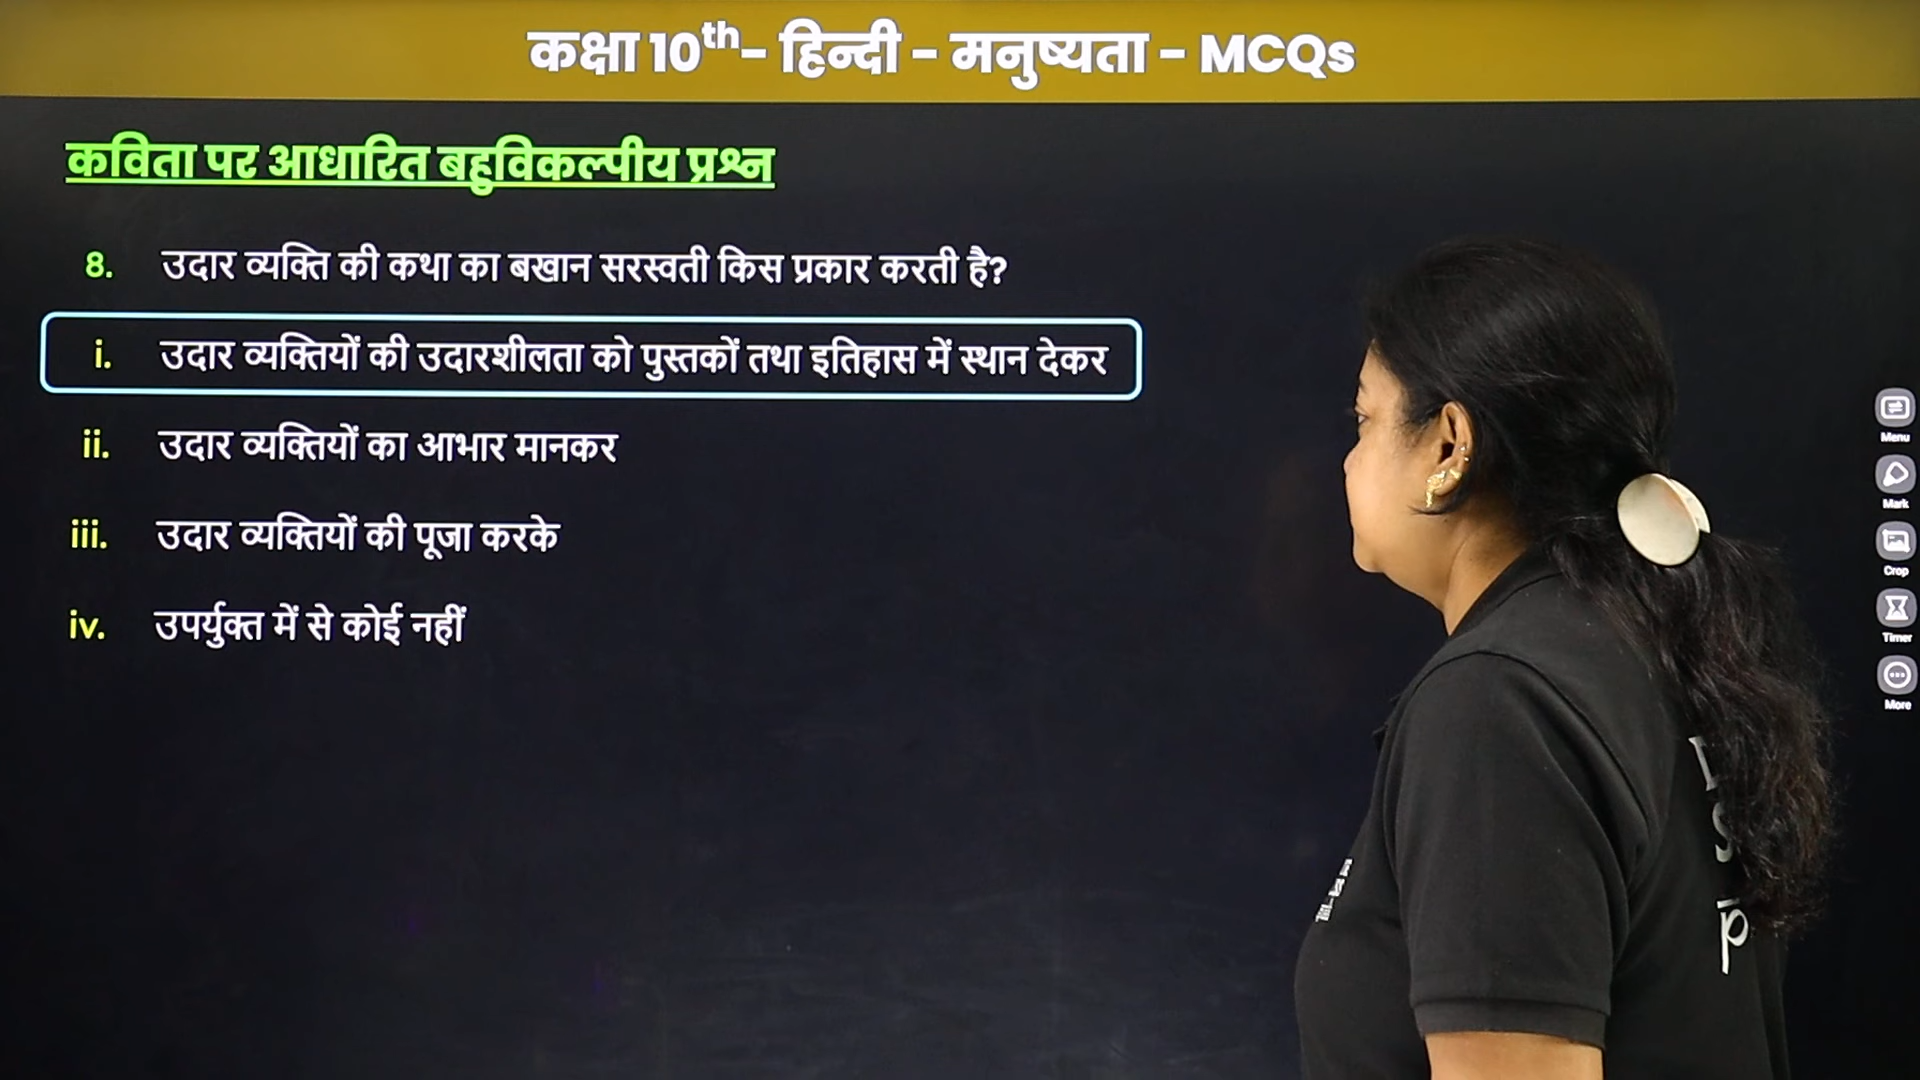 कक्षा 10th- हिन्दी - मनुष्यता - MCQs
कविता पर आधारित बहुविकल्पीय प्रश्न
8. उदार व्यक्ति की कथा का बखान सरस्वती किस प्रकार करती है?
i. उदार व्यक्तियों की उदारशीलता को पुस्तकों तथा इतिहास में स्थान देकर
ii. उदार व्यक्तियों का आभार मानकर
iii. उदार व्यक्तियों की पूजा करके
iv. उपर्युक्त में से कोई नहीं
Menu
Mark
Crop
Timer
More